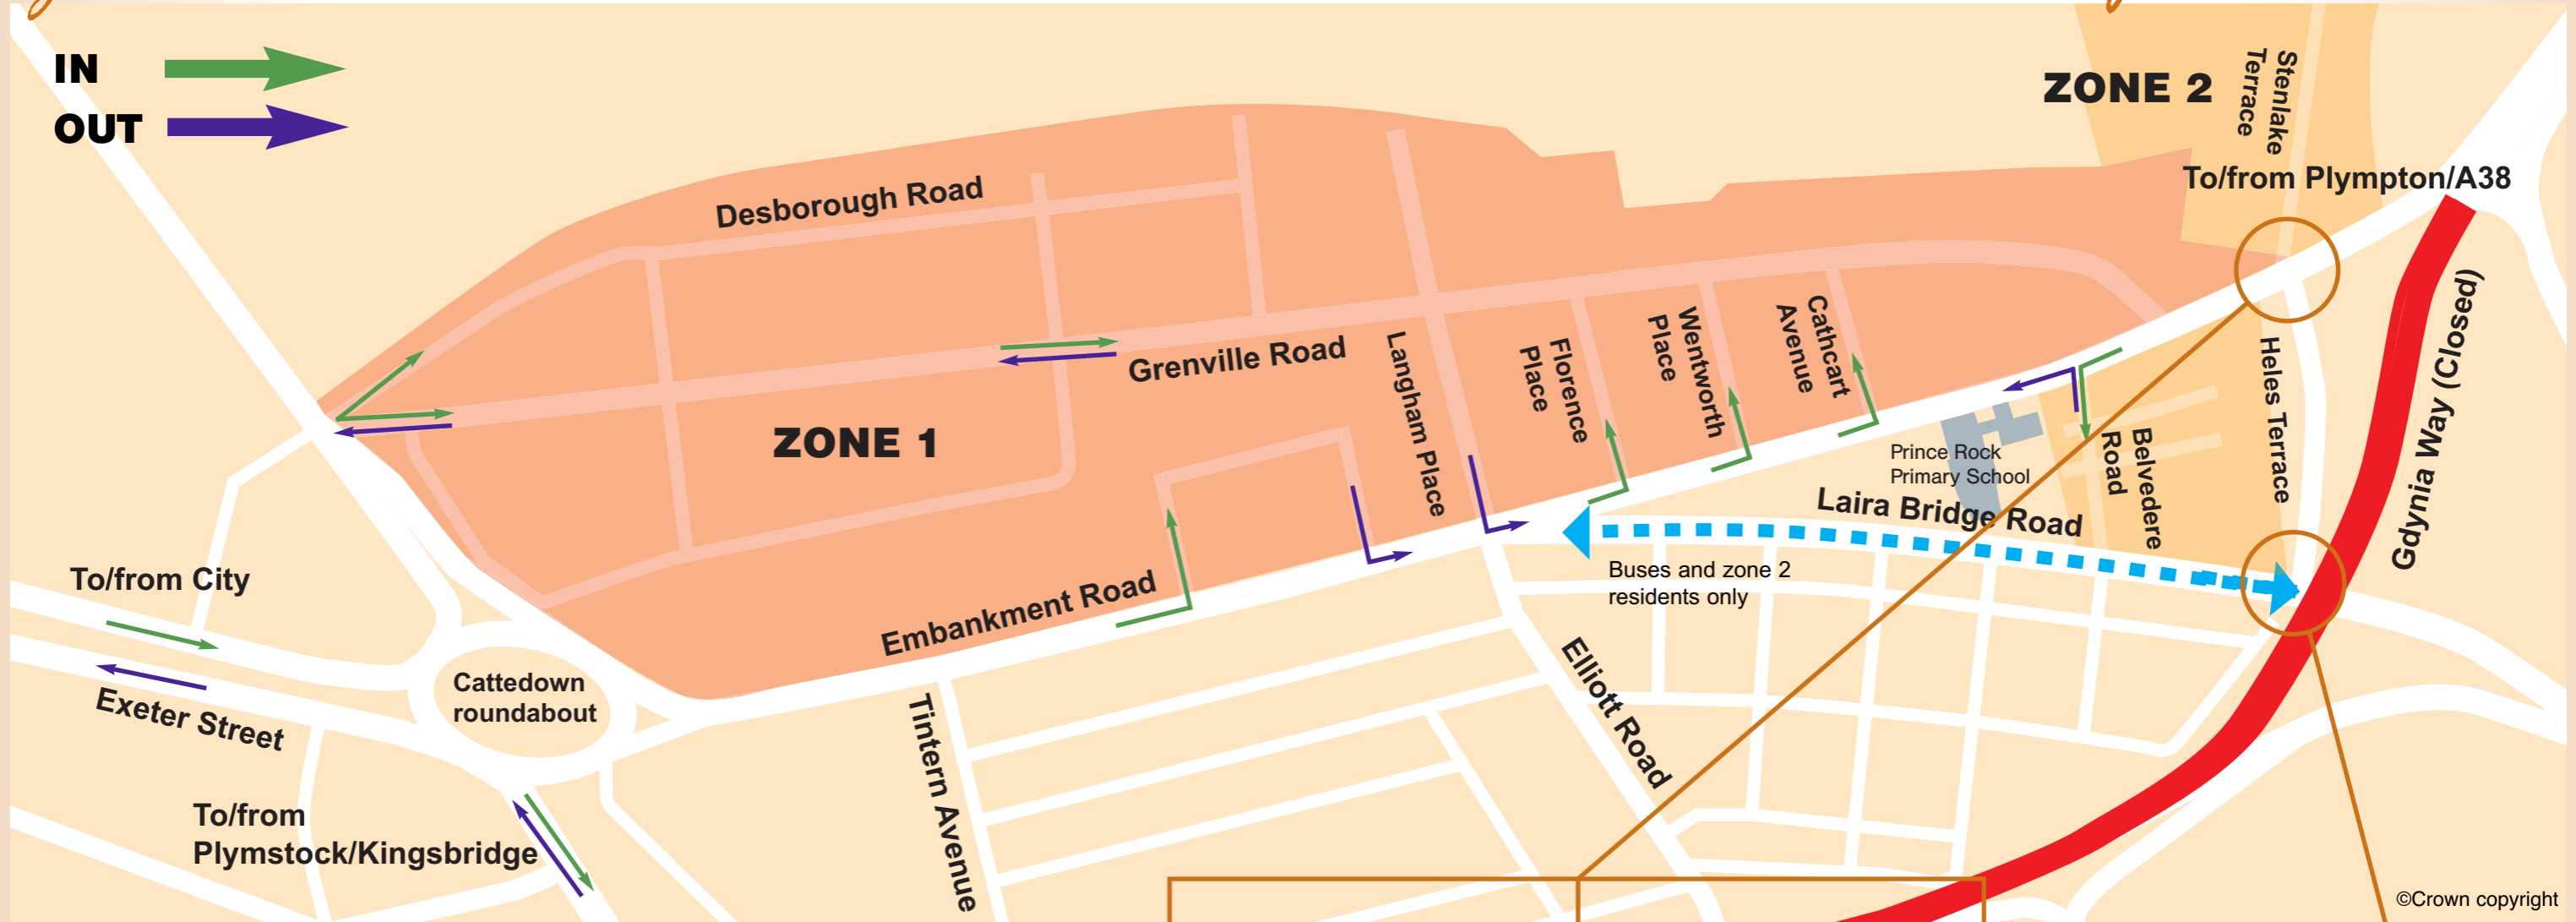 IN
OUT
ZONE 2
Stenlake
Terrace
To/from Plympton/A38
Desborough Road
Grenville Road
ZONE 1
Langham Place
Florence
Place
Wentworth
Place
Cathcart
Avenue
Prince Rock
Primary School
Belvedere
Road
Heles Terrace
Gdynia Way (Closed)
Laira Bridge Road
Buses and zone 2
residents only
Embankment Road
To/from City
Exeter Street
Cattedown
roundabout
To/from
Plymstock/Kingsbridge
Tintern Avenue
Elliott Road
©Crown copyright